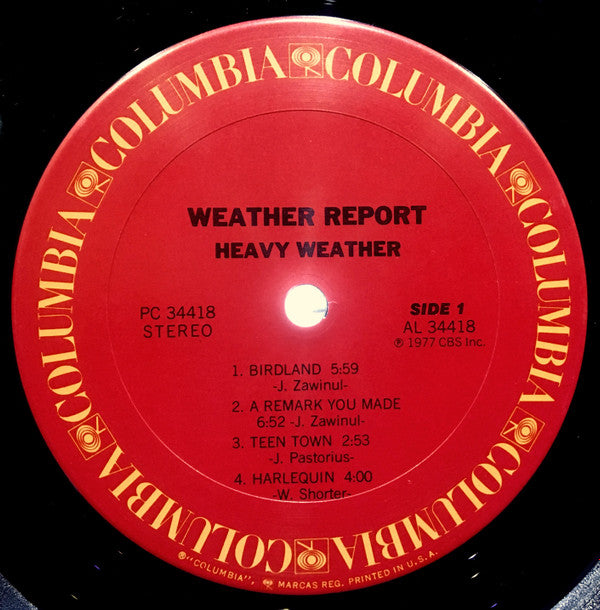 COLUMBIA COLUMBIA COLUMBIA COLUMBIA COLUMBIA COLUMBIA
WEATHER REPORT
HEAVY WEATHER
PC 34418
STEREO
SIDE 1
AL 34418
℗ 1977 CBS Inc.
1. BIRDLAND 5:59
-J. Zawinul-
2. A REMARK YOU MADE
6:52 -J. Zawinul-
3. TEEN TOWN 2:53
-J. Pastorius-
4. HARLEQUIN 4:00
-W. Shorter-
®"COLUMBIA", MARCAS REG. PRINTED IN U.S.A.